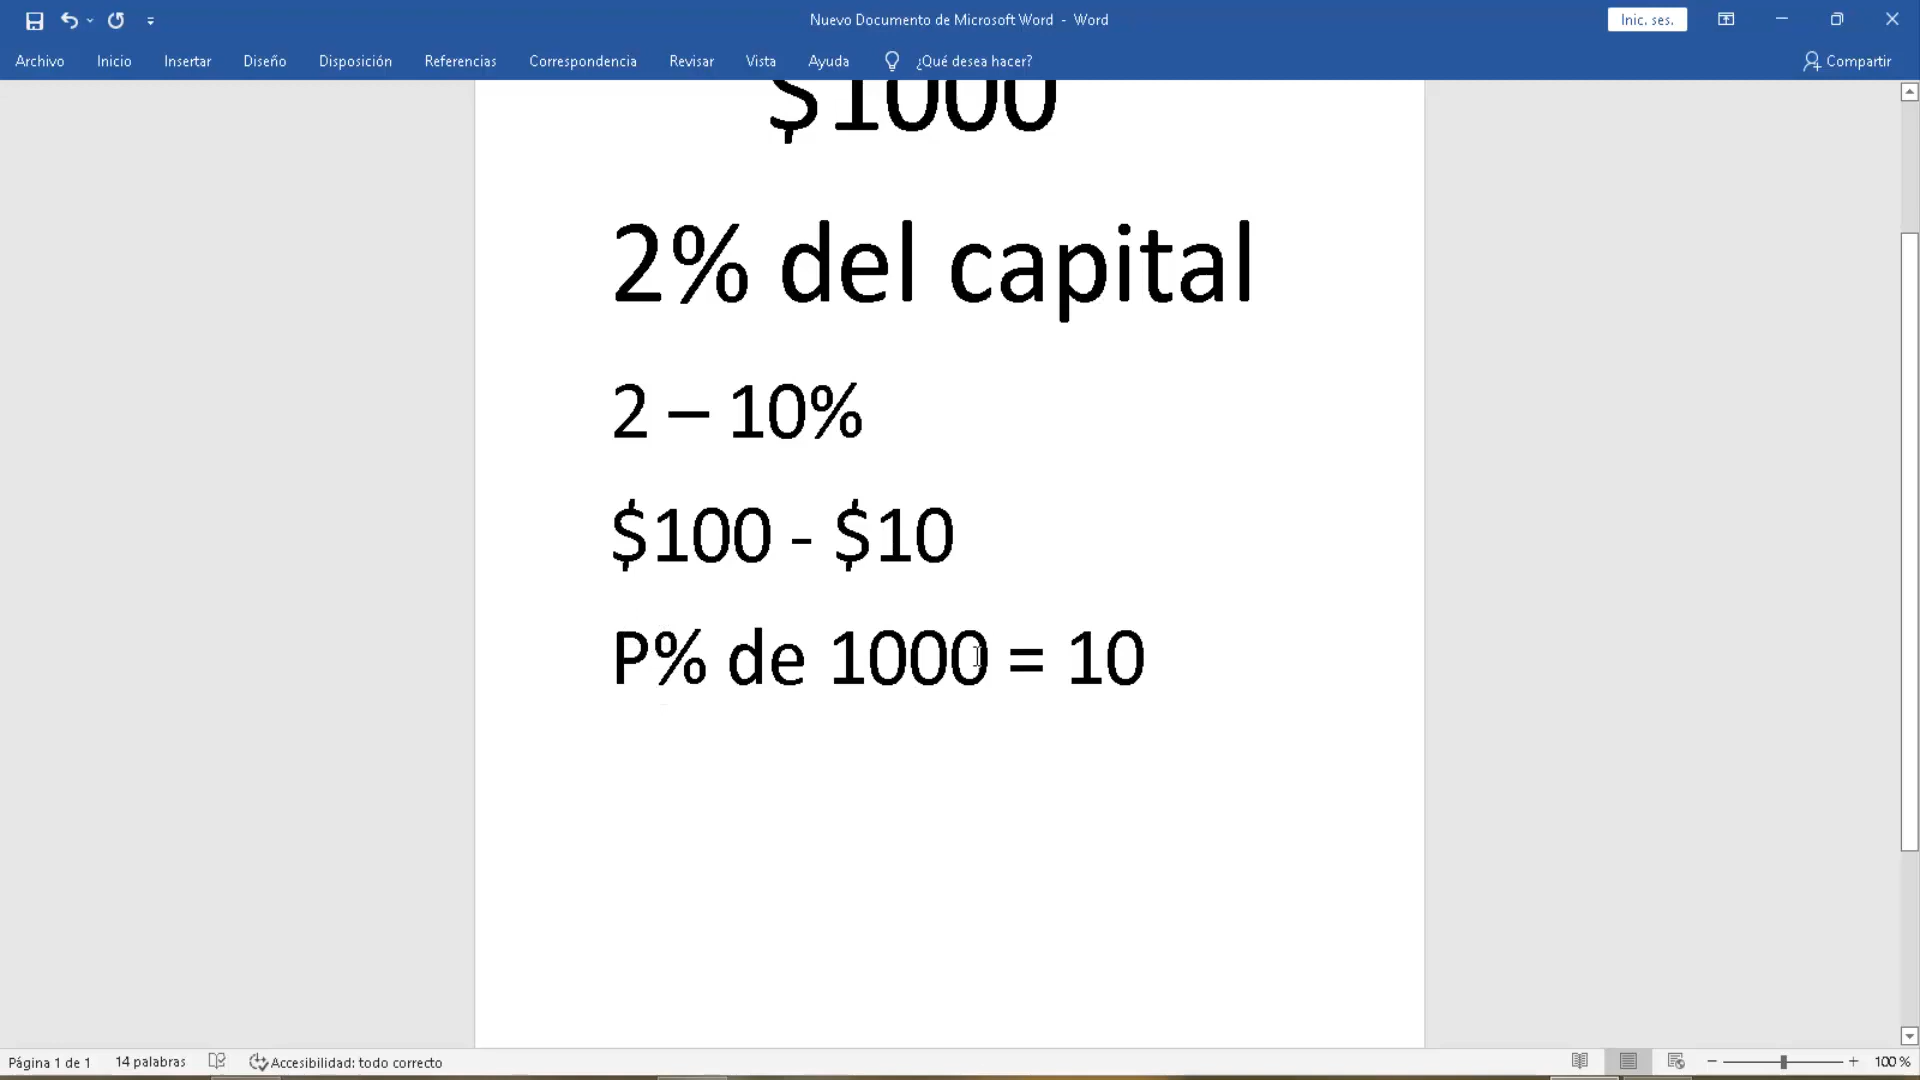 Nuevo Documento de Microsoft Word - Word
Inic. ses.
Archivo Inicio Insertar Diseño Disposición Referencias Correspondencia Revisar Vista Ayuda ¿Qué desea hacer? Compartir
$1000
2% del capital
2 – 10%
$100 - $10
P% de 1000 = 10
Página 1 de 1 14 palabras Accesibilidad: todo correcto 100 %